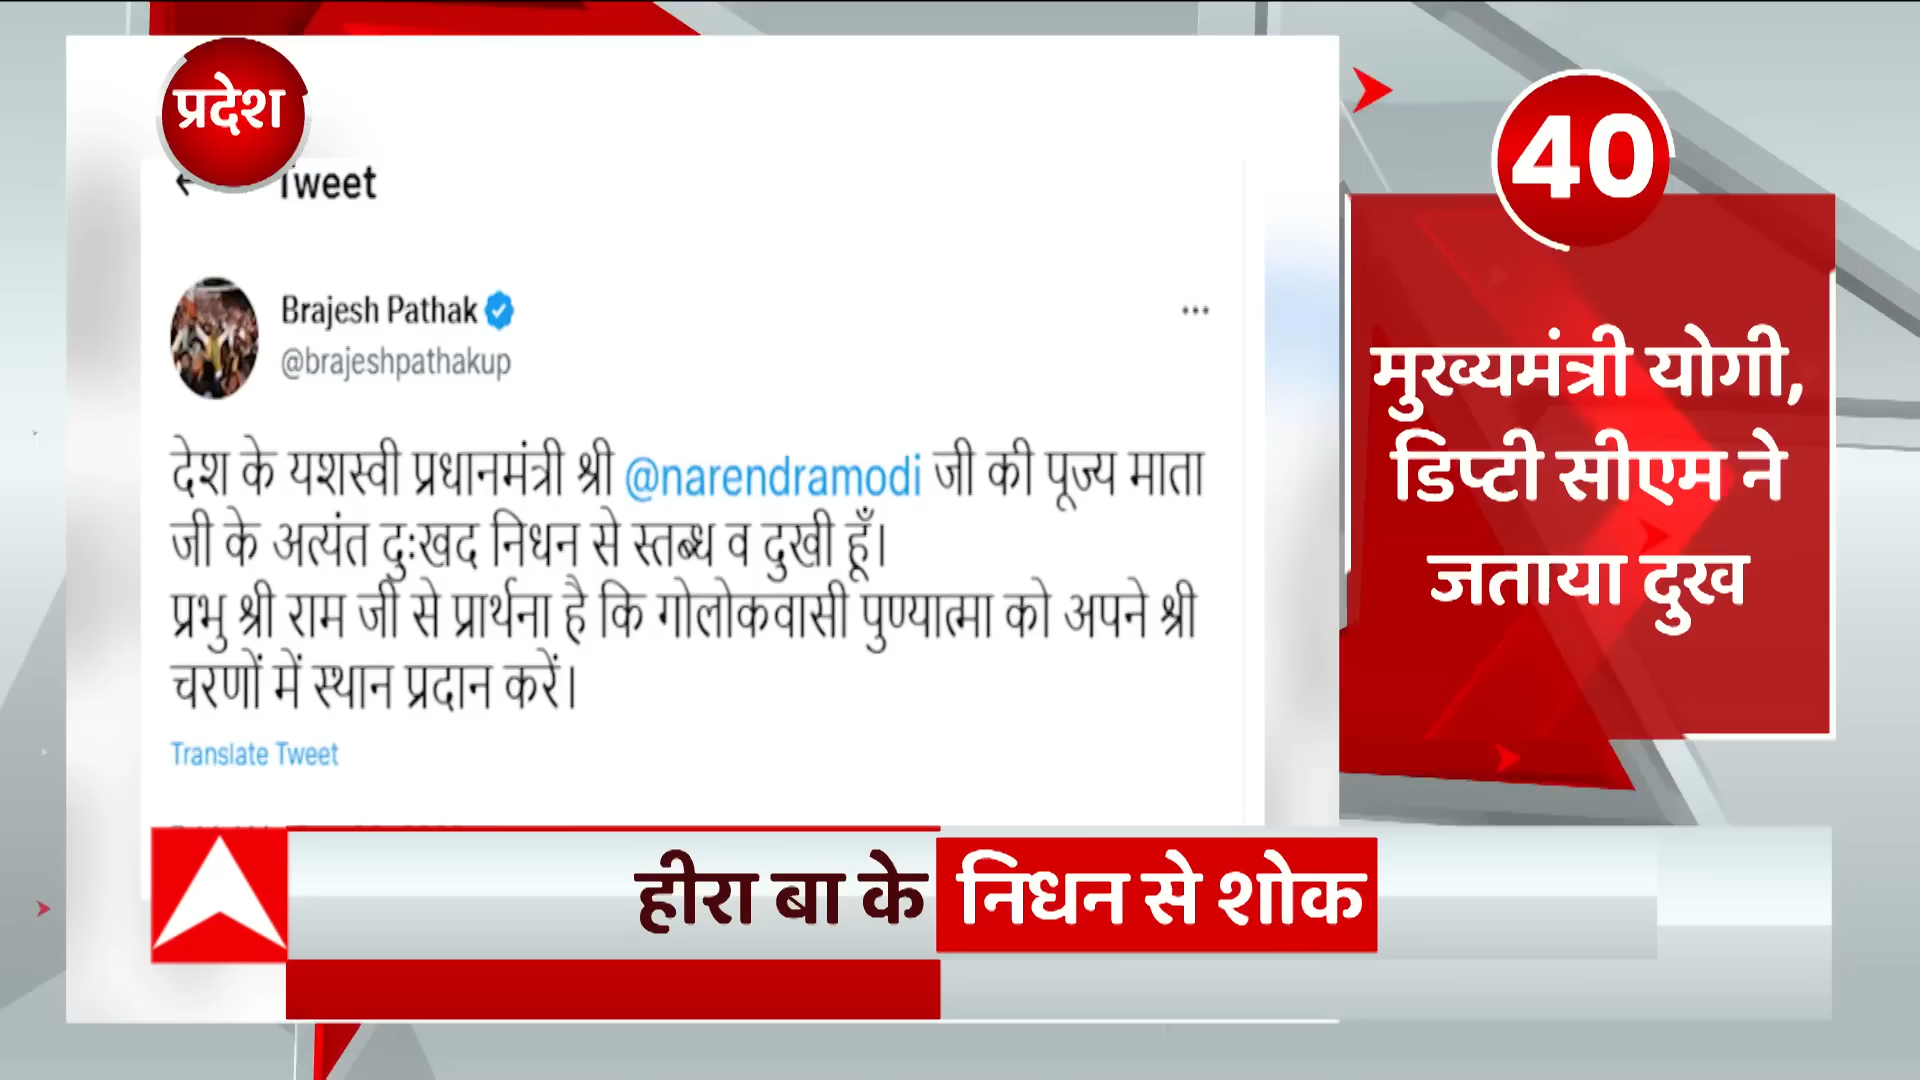 प्रदेश
Tweet
Brajesh Pathak
@brajeshpathakup
देश के यशस्वी प्रधानमंत्री श्री @narendramodi जी की पूज्य माता
जी के अत्यंत दुःखद निधन से स्तब्ध व दुखी हूँ।
प्रभु श्री राम जी से प्रार्थना है कि गोलोकवासी पुण्यात्मा को अपने श्री
चरणों में स्थान प्रदान करें।
Translate Tweet
40
मुख्यमंत्री योगी,
डिप्टी सीएम ने
जताया दुख
हीरा बा के निधन से शोक